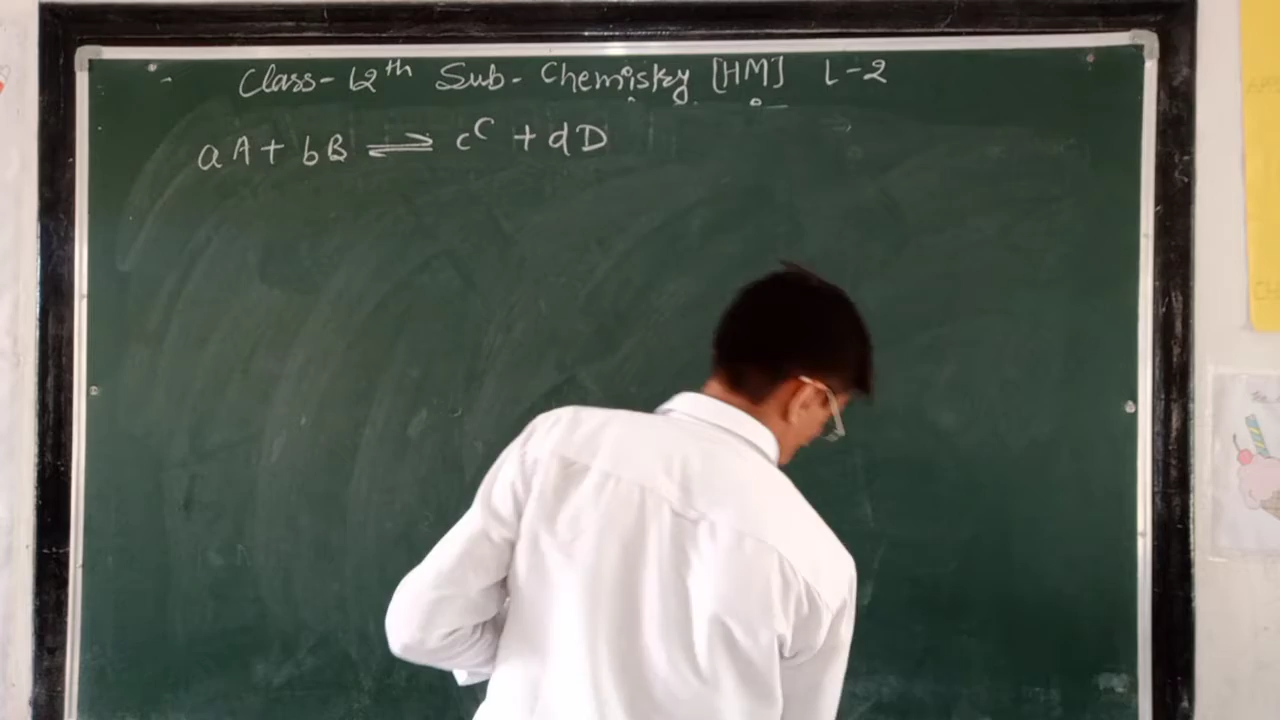 Class-12th Sub- Chemistry [HM] L-2
aA + bB ⇌ cC + dD